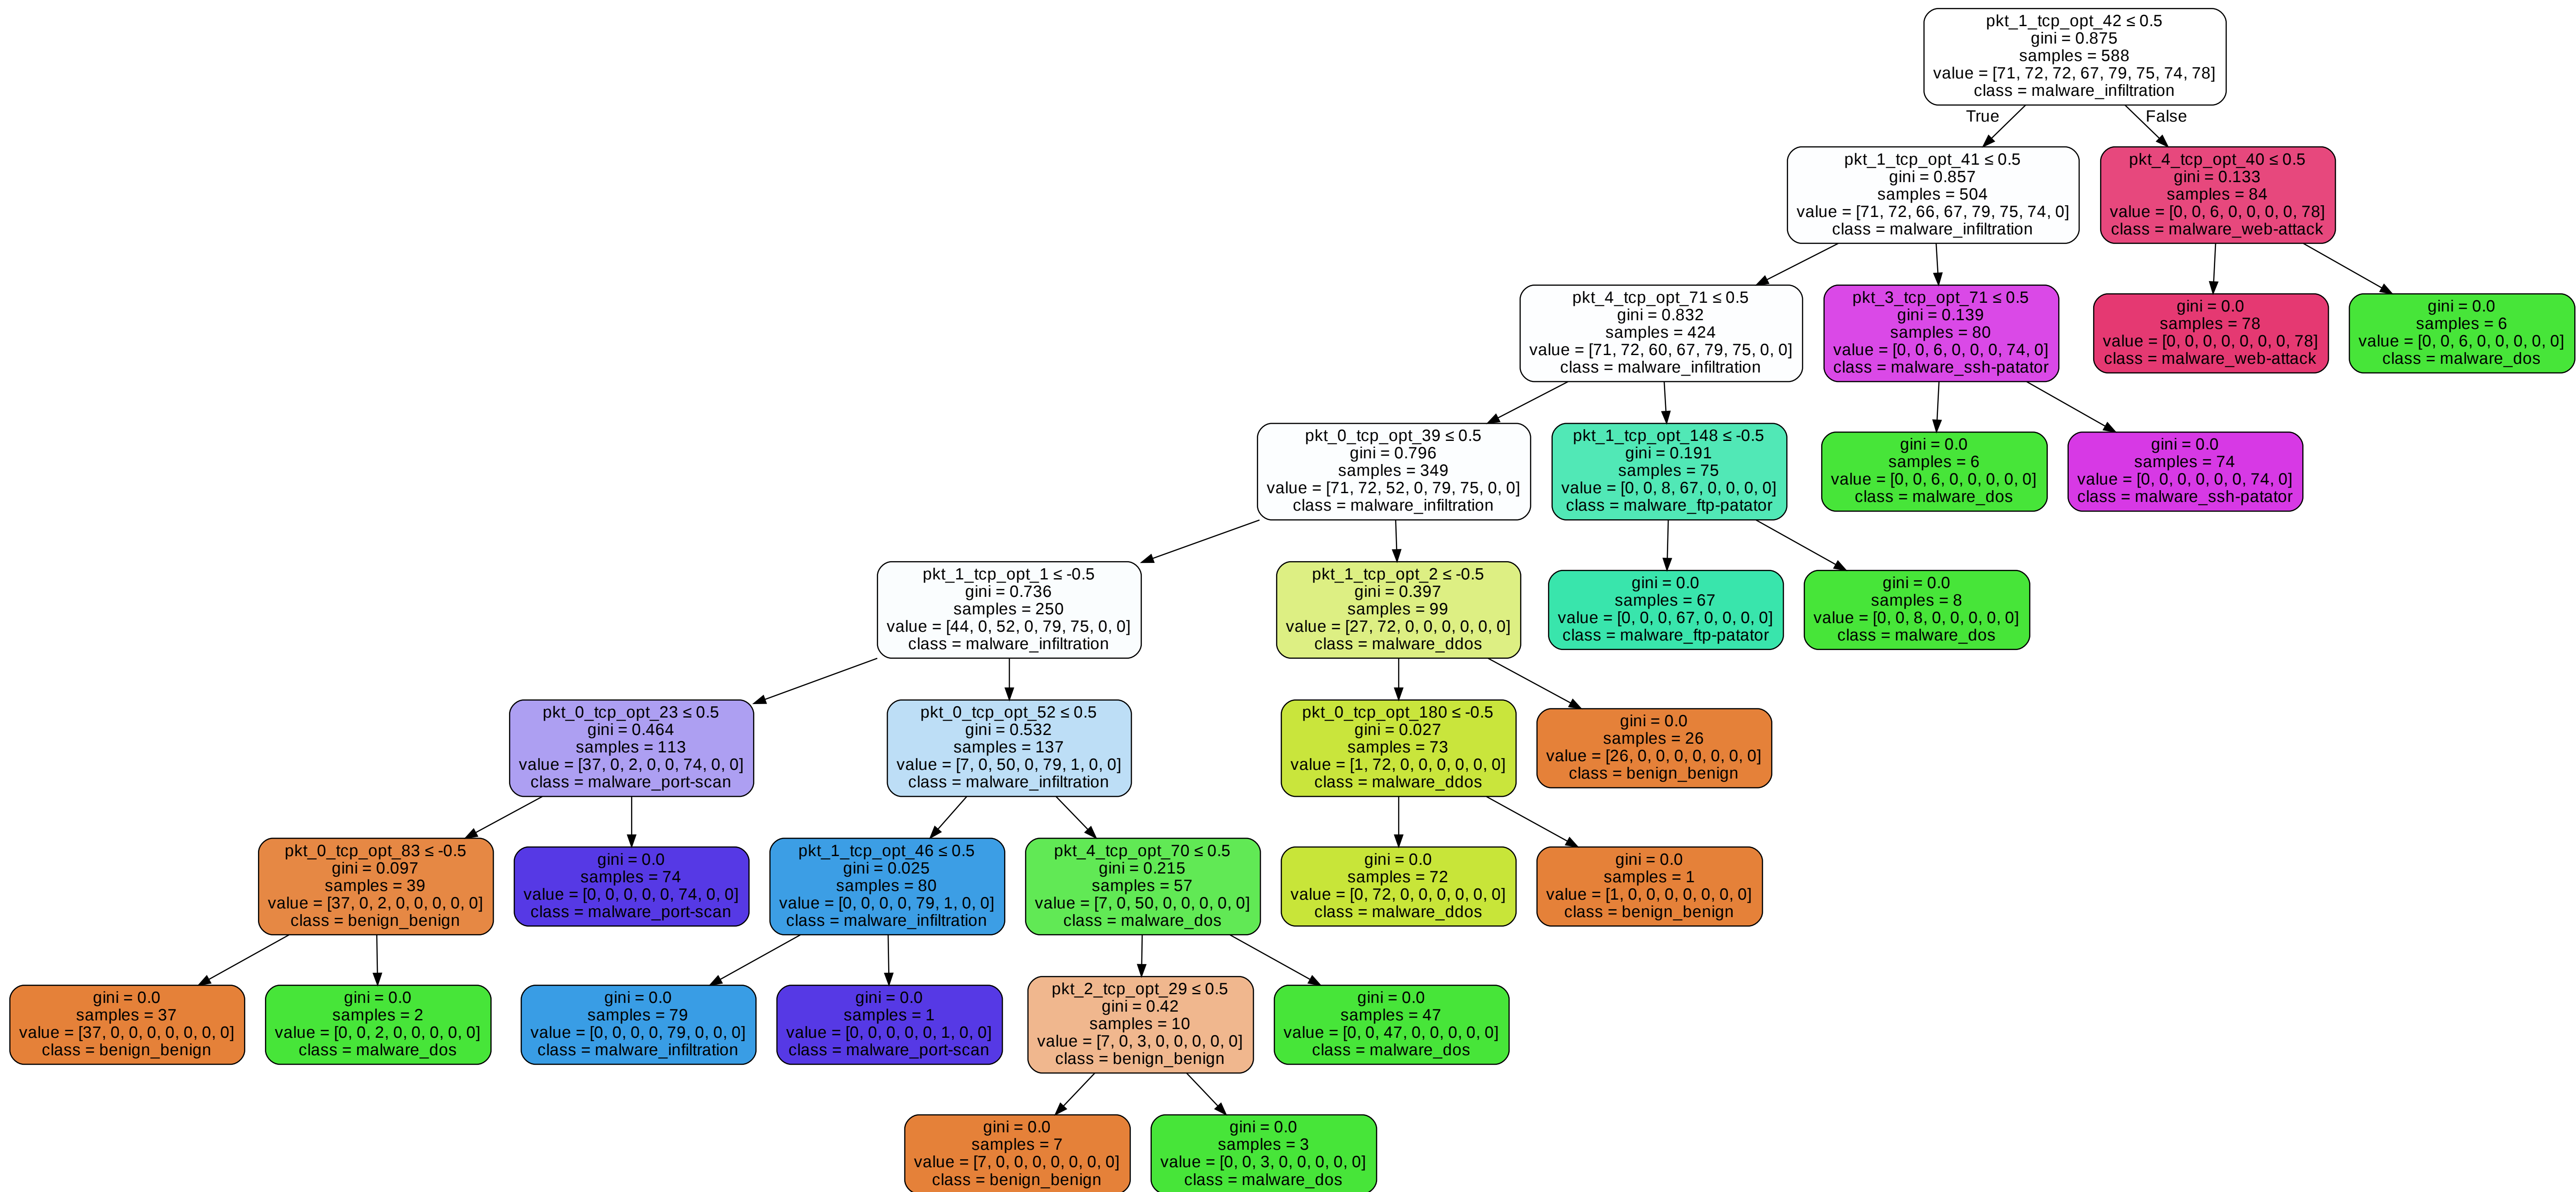 pkt_1_tcp_opt_42 ≤ 0.5
gini = 0.875
samples = 588
value = [71, 72, 72, 67, 79, 75, 74, 78]
class = malware_infiltration
True
False
pkt_1_tcp_opt_41 ≤ 0.5
gini = 0.857
samples = 504
value = [71, 72, 66, 67, 79, 75, 74, 0]
class = malware_infiltration
pkt_4_tcp_opt_40 ≤ 0.5
gini = 0.133
samples = 84
value = [0, 0, 6, 0, 0, 0, 0, 78]
class = malware_web-attack
pkt_4_tcp_opt_71 ≤ 0.5
gini = 0.832
samples = 424
value = [71, 72, 60, 67, 79, 75, 0, 0]
class = malware_infiltration
pkt_3_tcp_opt_71 ≤ 0.5
gini = 0.139
samples = 80
value = [0, 0, 6, 0, 0, 0, 74, 0]
class = malware_ssh-patator
gini = 0.0
samples = 78
value = [0, 0, 0, 0, 0, 0, 0, 78]
class = malware_web-attack
gini = 0.0
samples = 6
value = [0, 0, 6, 0, 0, 0, 0, 0]
class = malware_dos
pkt_0_tcp_opt_39 ≤ 0.5
gini = 0.796
samples = 349
value = [71, 72, 52, 0, 79, 75, 0, 0]
class = malware_infiltration
pkt_1_tcp_opt_148 ≤ -0.5
gini = 0.191
samples = 75
value = [0, 0, 8, 67, 0, 0, 0, 0]
class = malware_ftp-patator
gini = 0.0
samples = 6
value = [0, 0, 6, 0, 0, 0, 0, 0]
class = malware_dos
gini = 0.0
samples = 74
value = [0, 0, 0, 0, 0, 0, 74, 0]
class = malware_ssh-patator
pkt_1_tcp_opt_1 ≤ -0.5
gini = 0.736
samples = 250
value = [44, 0, 52, 0, 79, 75, 0, 0]
class = malware_infiltration
pkt_1_tcp_opt_2 ≤ -0.5
gini = 0.397
samples = 99
value = [27, 72, 0, 0, 0, 0, 0, 0]
class = malware_ddos
gini = 0.0
samples = 67
value = [0, 0, 0, 67, 0, 0, 0, 0]
class = malware_ftp-patator
gini = 0.0
samples = 8
value = [0, 0, 8, 0, 0, 0, 0, 0]
class = malware_dos
pkt_0_tcp_opt_23 ≤ 0.5
gini = 0.464
samples = 113
value = [37, 0, 2, 0, 0, 74, 0, 0]
class = malware_port-scan
pkt_0_tcp_opt_52 ≤ 0.5
gini = 0.532
samples = 137
value = [7, 0, 50, 0, 79, 1, 0, 0]
class = malware_infiltration
pkt_0_tcp_opt_180 ≤ -0.5
gini = 0.027
samples = 73
value = [1, 72, 0, 0, 0, 0, 0, 0]
class = malware_ddos
gini = 0.0
samples = 26
value = [26, 0, 0, 0, 0, 0, 0, 0]
class = benign_benign
pkt_0_tcp_opt_83 ≤ -0.5
gini = 0.097
samples = 39
value = [37, 0, 2, 0, 0, 0, 0, 0]
class = benign_benign
gini = 0.0
samples = 74
value = [0, 0, 0, 0, 0, 74, 0, 0]
class = malware_port-scan
pkt_1_tcp_opt_46 ≤ 0.5
gini = 0.025
samples = 80
value = [0, 0, 0, 0, 79, 1, 0, 0]
class = malware_infiltration
pkt_4_tcp_opt_70 ≤ 0.5
gini = 0.215
samples = 57
value = [7, 0, 50, 0, 0, 0, 0, 0]
class = malware_dos
gini = 0.0
samples = 72
value = [0, 72, 0, 0, 0, 0, 0, 0]
class = malware_ddos
gini = 0.0
samples = 1
value = [1, 0, 0, 0, 0, 0, 0, 0]
class = benign_benign
gini = 0.0
samples = 37
value = [37, 0, 0, 0, 0, 0, 0, 0]
class = benign_benign
gini = 0.0
samples = 2
value = [0, 0, 2, 0, 0, 0, 0, 0]
class = malware_dos
gini = 0.0
samples = 79
value = [0, 0, 0, 0, 79, 0, 0, 0]
class = malware_infiltration
gini = 0.0
samples = 1
value = [0, 0, 0, 0, 0, 1, 0, 0]
class = malware_port-scan
pkt_2_tcp_opt_29 ≤ 0.5
gini = 0.42
samples = 10
value = [7, 0, 3, 0, 0, 0, 0, 0]
class = benign_benign
gini = 0.0
samples = 47
value = [0, 0, 47, 0, 0, 0, 0, 0]
class = malware_dos
gini = 0.0
samples = 7
value = [7, 0, 0, 0, 0, 0, 0, 0]
class = benign_benign
gini = 0.0
samples = 3
value = [0, 0, 3, 0, 0, 0, 0, 0]
class = malware_dos